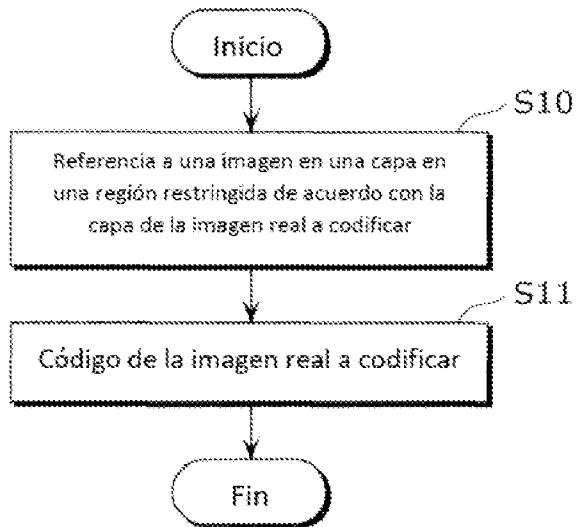 Inicio
S10
Referencia a una imagen en una capa en
una región restringida de acuerdo con la
capa de la imagen real a codificar
S11
Código de la imagen real a codificar
Fin